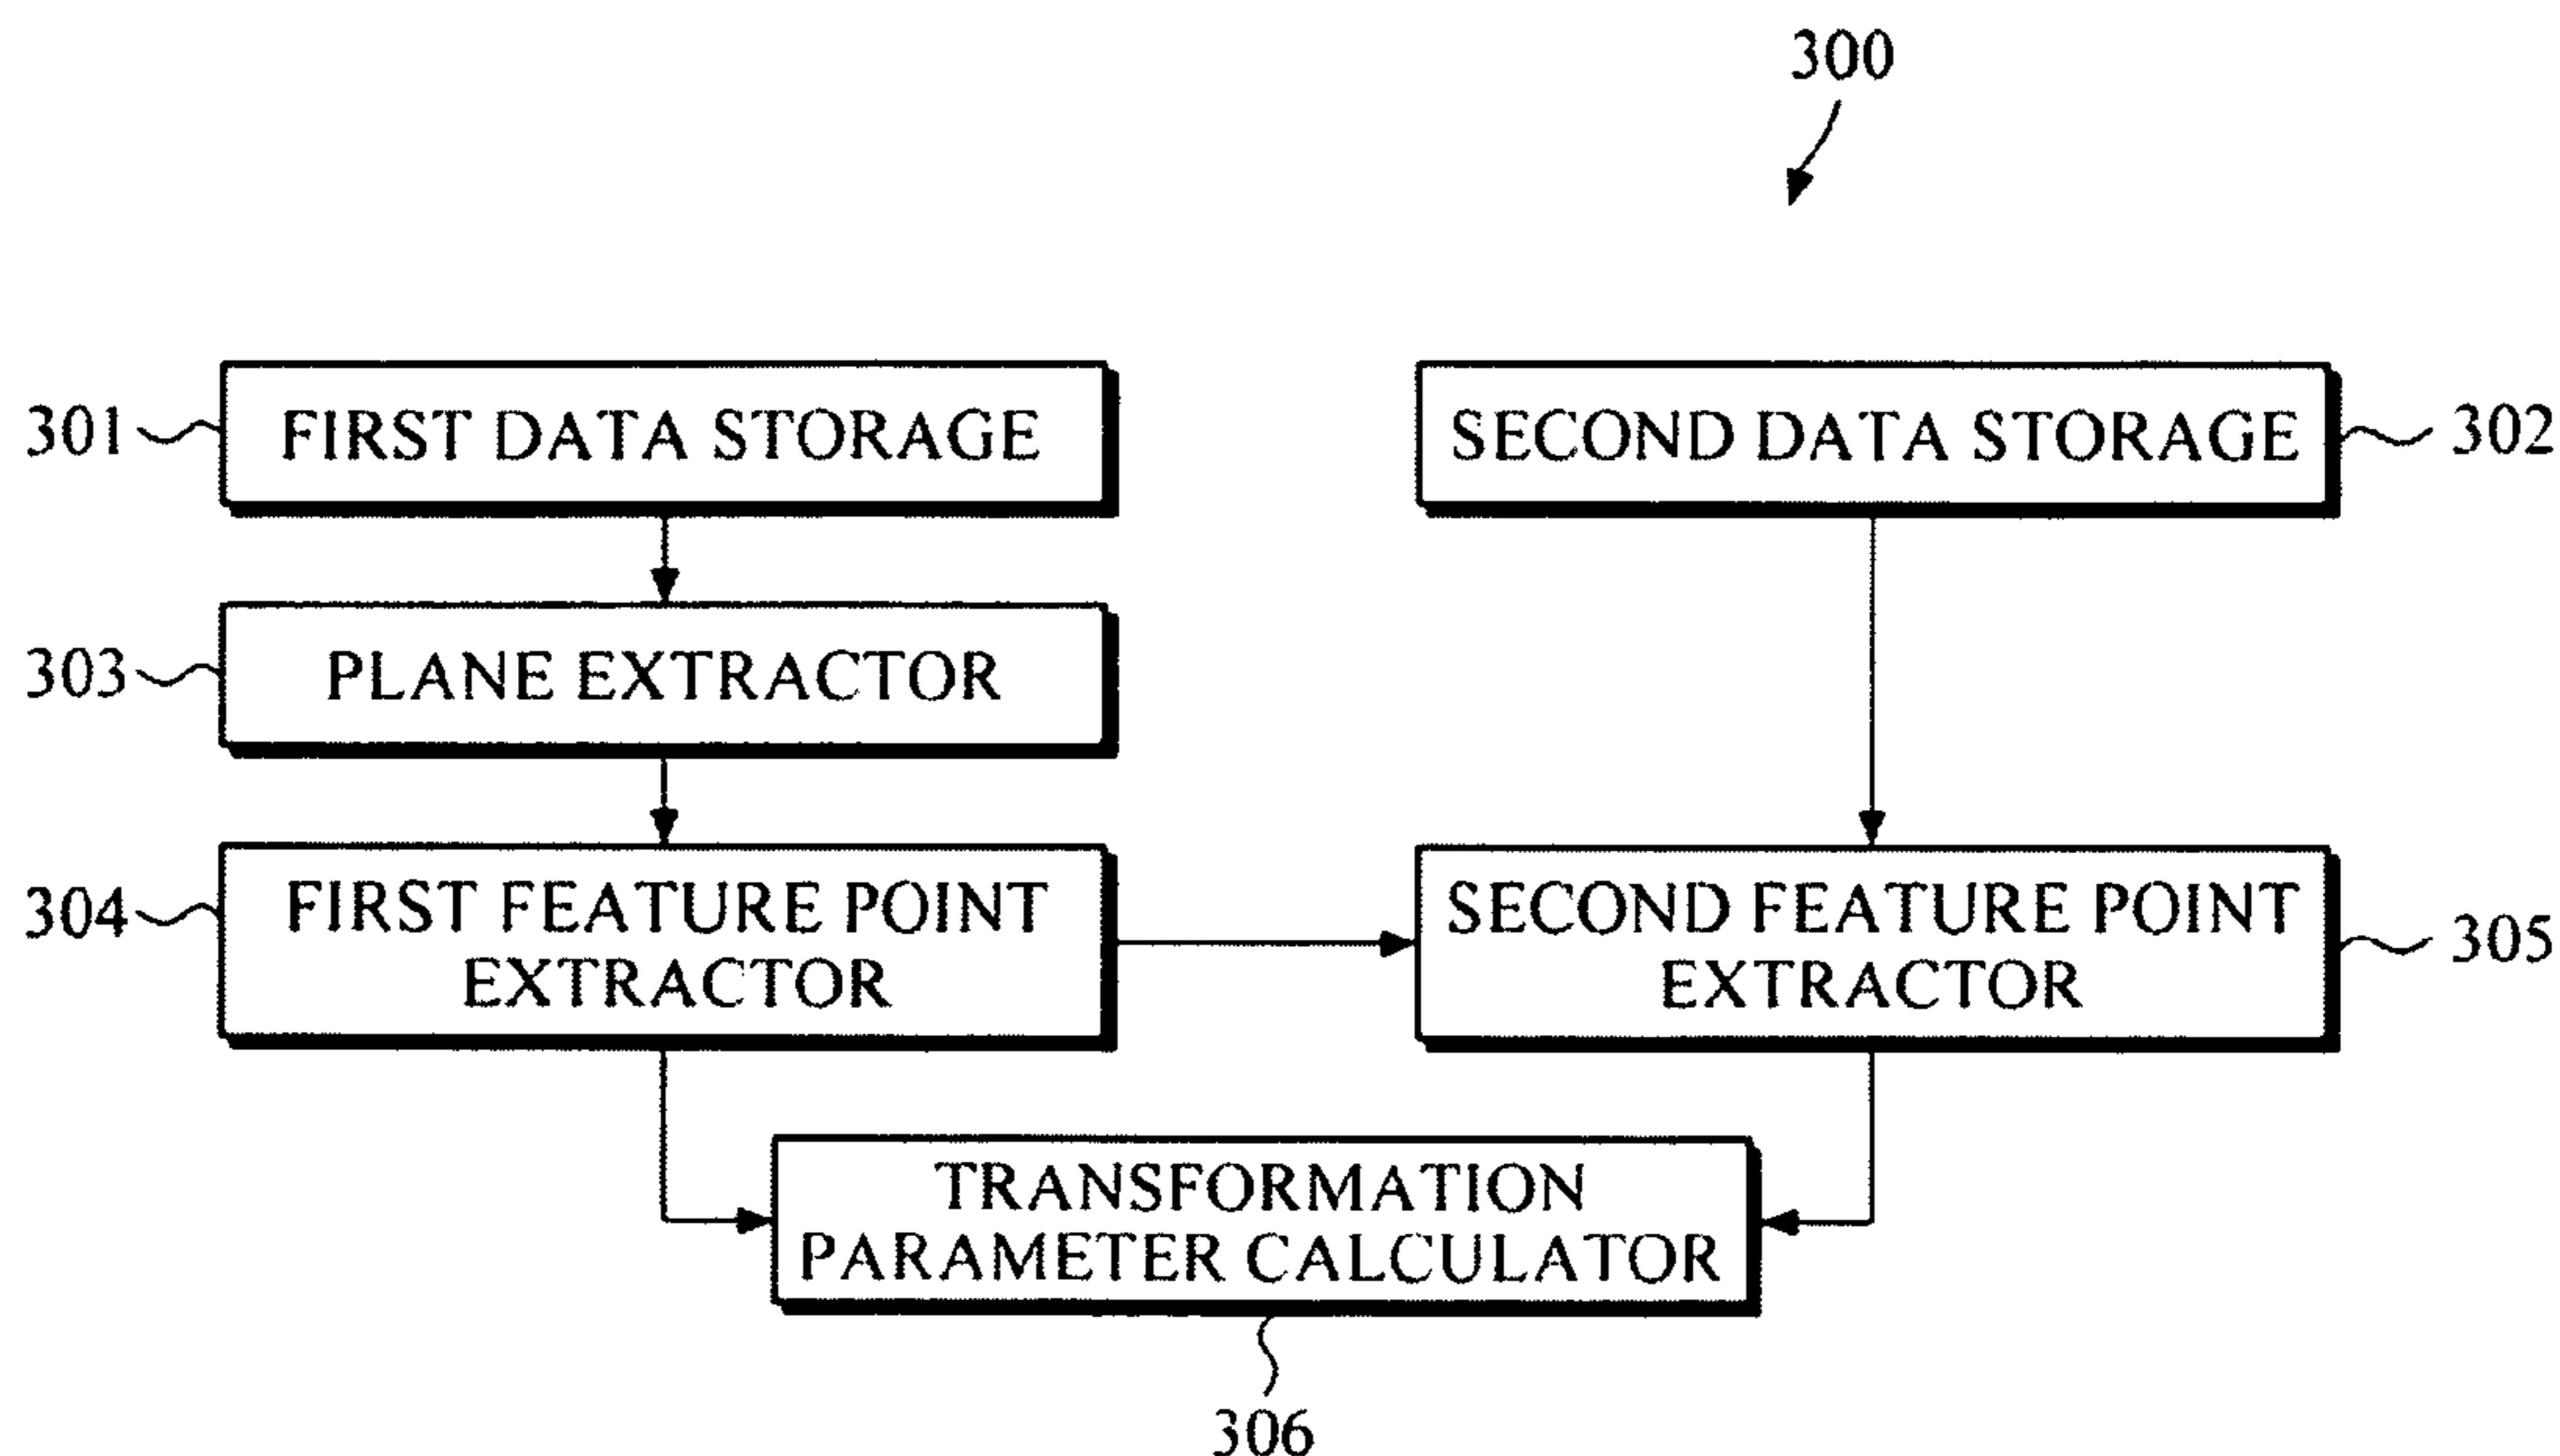 300
301
FIRST DATA STORAGE
SECOND DATA STORAGE
302
303
PLANE EXTRACTOR
304
FIRST FEATURE POINT
EXTRACTOR
SECOND FEATURE POINT
EXTRACTOR
305
TRANSFORMATION
PARAMETER CALCULATOR
306